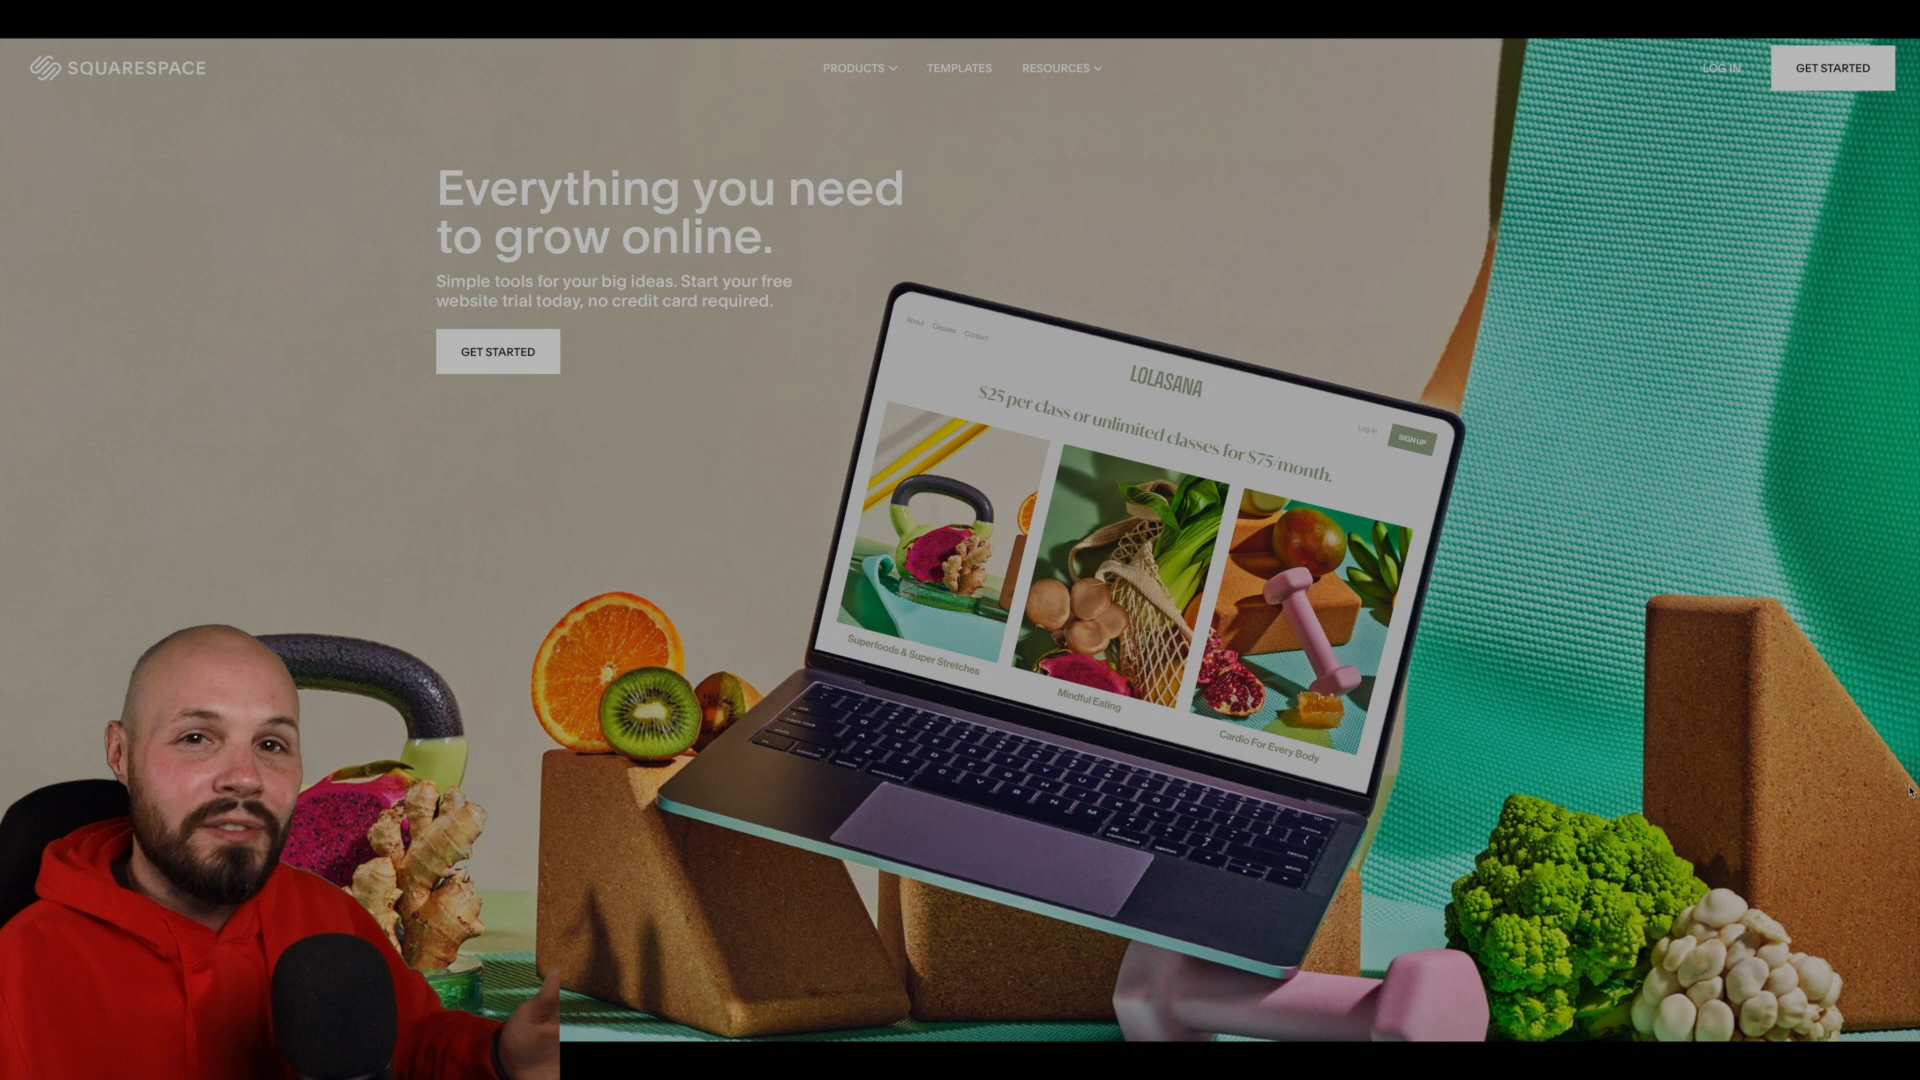 SQUARESPACE
PRODUCTS
TEMPLATES
RESOURCES
LOG IN
GET STARTED
Everything you need
to grow online.
Simple tools for your big ideas. Start your free
website trial today, no credit card required.
GET STARTED
About Classes Contact
LOLASANA
Log In
SIGN UP
$25 per class or unlimited classes for $75/month.
Superfoods & Super Stretches
Mindful Eating
Cardio For Every Body